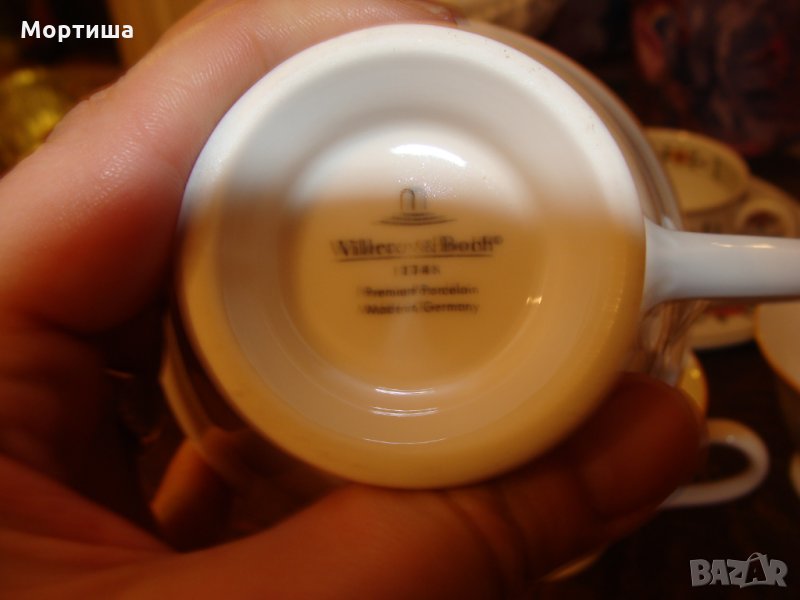 Мортиша
Villeroy & Boch®
1748
Premium Porcelain
Made in Germany
BAZAR